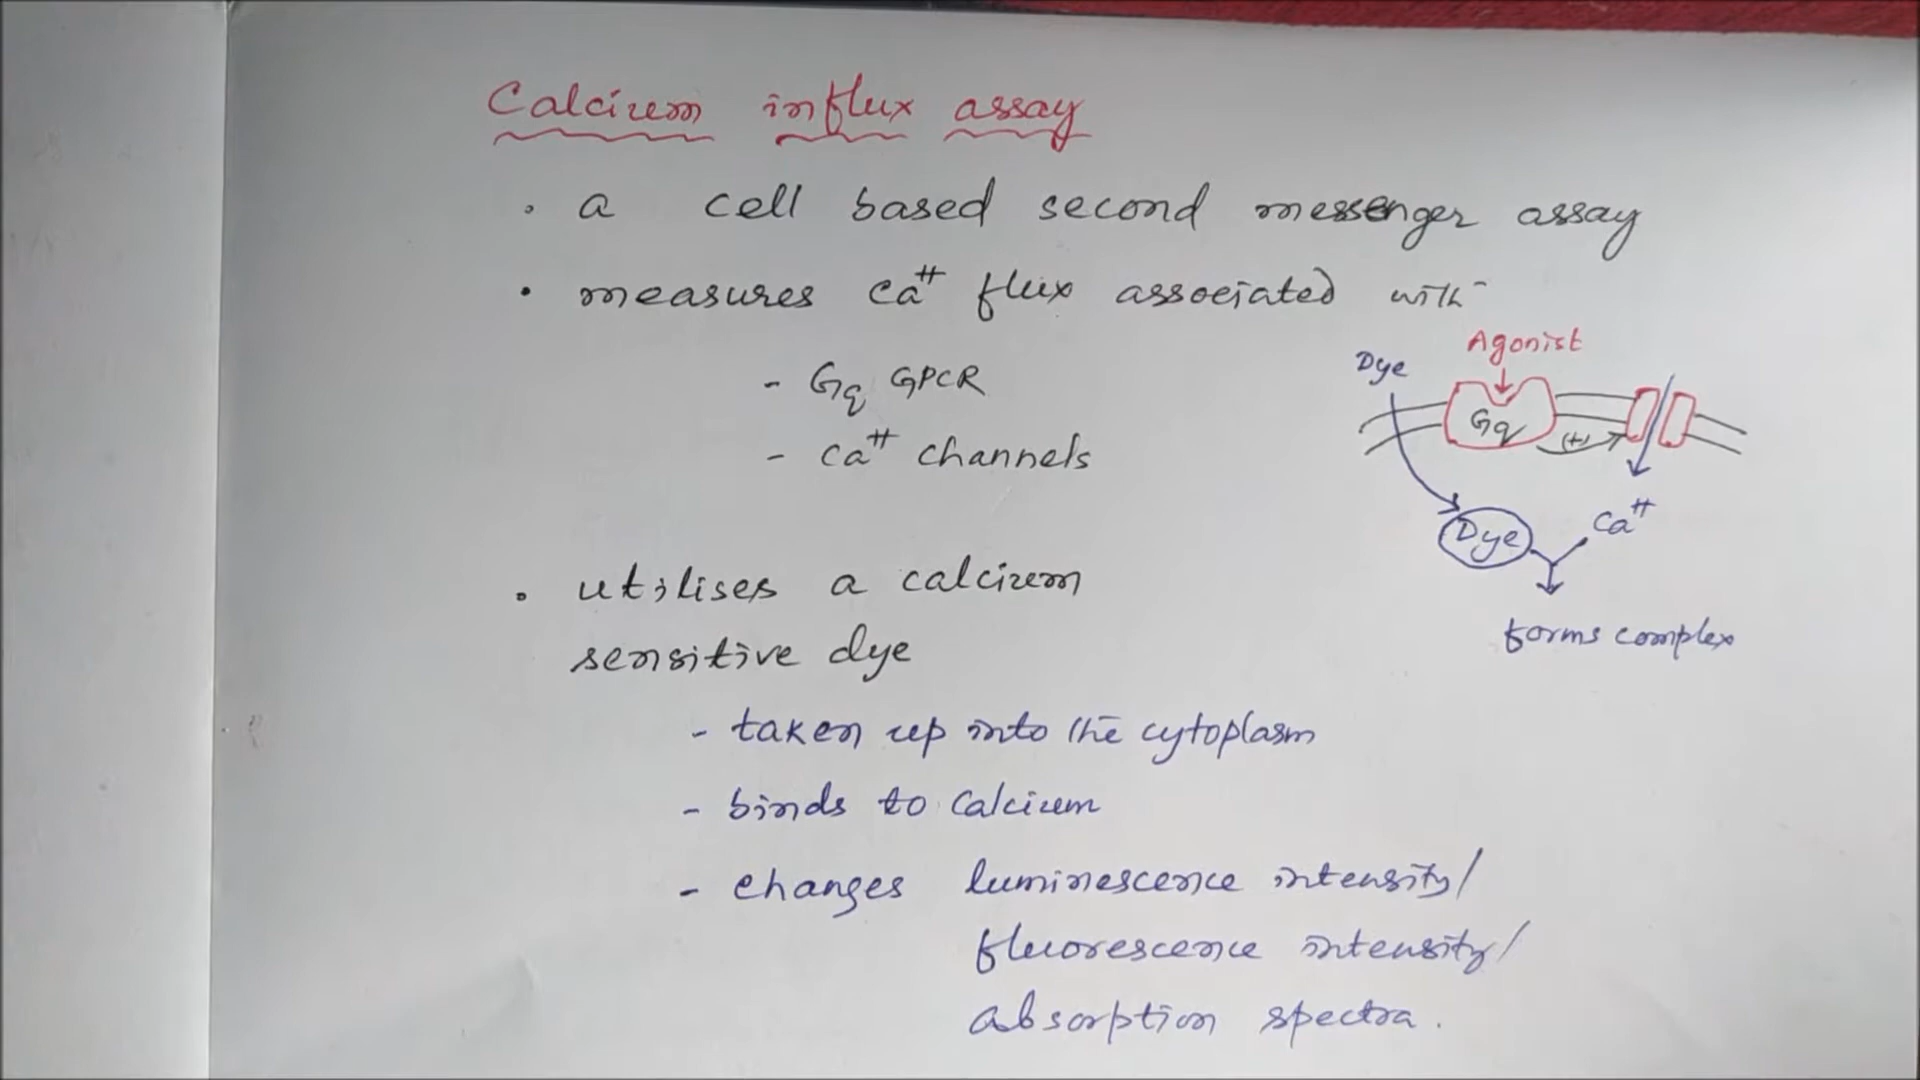 Calcium influx assay
• a cell based second messenger assay
• measures Ca++ flux associated with
- Gq GPCR
- Ca++ channels
Agonist
Dye
Gq
(+)
Dye
Ca++
forms complex
• utilises a calcium
sensitive dye
- taken up into the cytoplasm
- binds to calcium
- changes luminescence intensity/
fluorescence intensity/
absorption spectra.